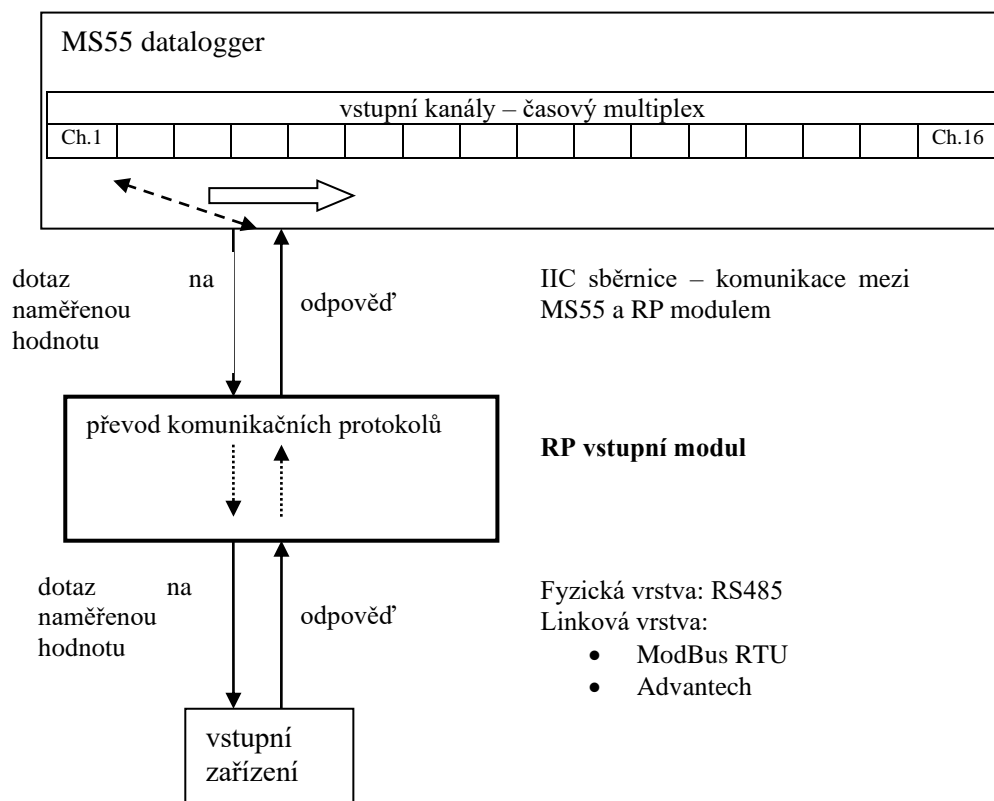 MS55 datalogger
vstupní kanály – časový multiplex
Ch.1
Ch.16
dotaz na
naměřenou
hodnotu
odpověď
IIC sběrnice – komunikace mezi
MS55 a RP modulem
převod komunikačních protokolů
RP vstupní modul
dotaz na
naměřenou
hodnotu
odpověď
Fyzická vrstva: RS485
Linková vrstva:
• ModBus RTU
• Advantech
vstupní
zařízení